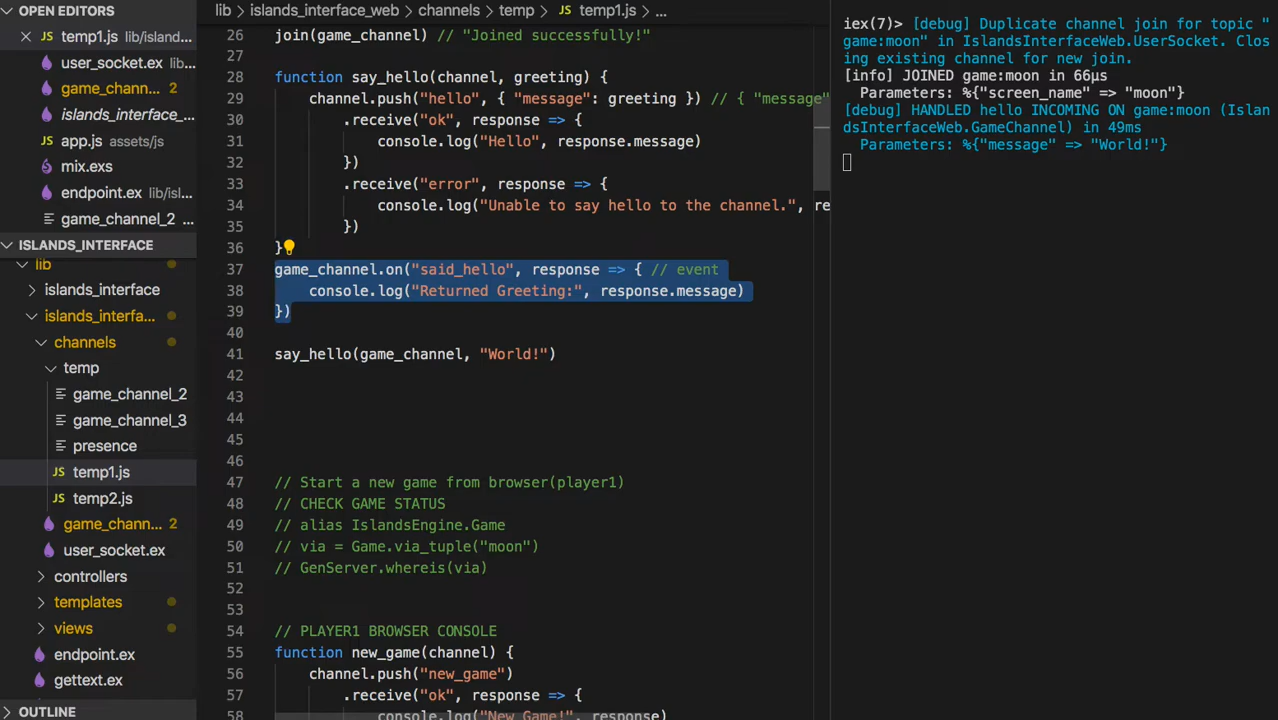 OPEN EDITORS
JS temp1.js lib/island...
user_socket.ex lib...
game_chann... 2
islands_interface_...
app.js assets/js
mix.exs
endpoint.ex lib/isl...
game_channel_2 ...
ISLANDS_INTERFACE
lib
islands_interface
islands_interfa...
channels
temp
game_channel_2
game_channel_3
presence
JS temp1.js
JS temp2.js
game_chann... 2
user_socket.ex
controllers
templates
views
endpoint.ex
gettext.ex
OUTLINE
lib > islands_interface_web > channels > temp > JS temp1.js > ...
26 join(game_channel) // "Joined successfully!"
27
28 function say_hello(channel, greeting) {
29 channel.push("hello", { "message": greeting }) // { "message"
30 .receive("ok", response => {
31 console.log("Hello", response.message)
32 })
33 .receive("error", response => {
34 console.log("Unable to say hello to the channel.", re
35 })
36 }
37 game_channel.on("said_hello", response => { // event
38 console.log("Returned Greeting:", response.message)
39 })
40
41 say_hello(game_channel, "World!")
42
43
44
45
46
47 // Start a new game from browser(player1)
48 // CHECK GAME STATUS
49 // alias IslandsEngine.Game
50 // via = Game.via_tuple("moon")
51 // GenServer.whereis(via)
52
53
54 // PLAYER1 BROWSER CONSOLE
55 function new_game(channel) {
56 channel.push("new_game")
57 .receive("ok", response => {
58 console.log("New Game!", response)
iex(7)> [debug] Duplicate channel join for topic "
game:moon" in IslandsInterfaceWeb.UserSocket. Clos
ing existing channel for new join.
[info] JOINED game:moon in 66µs
Parameters: %{"screen_name" => "moon"}
[debug] HANDLED hello INCOMING ON game:moon (Islan
dsInterfaceWeb.GameChannel) in 49ms
Parameters: %{"message" => "World!"}